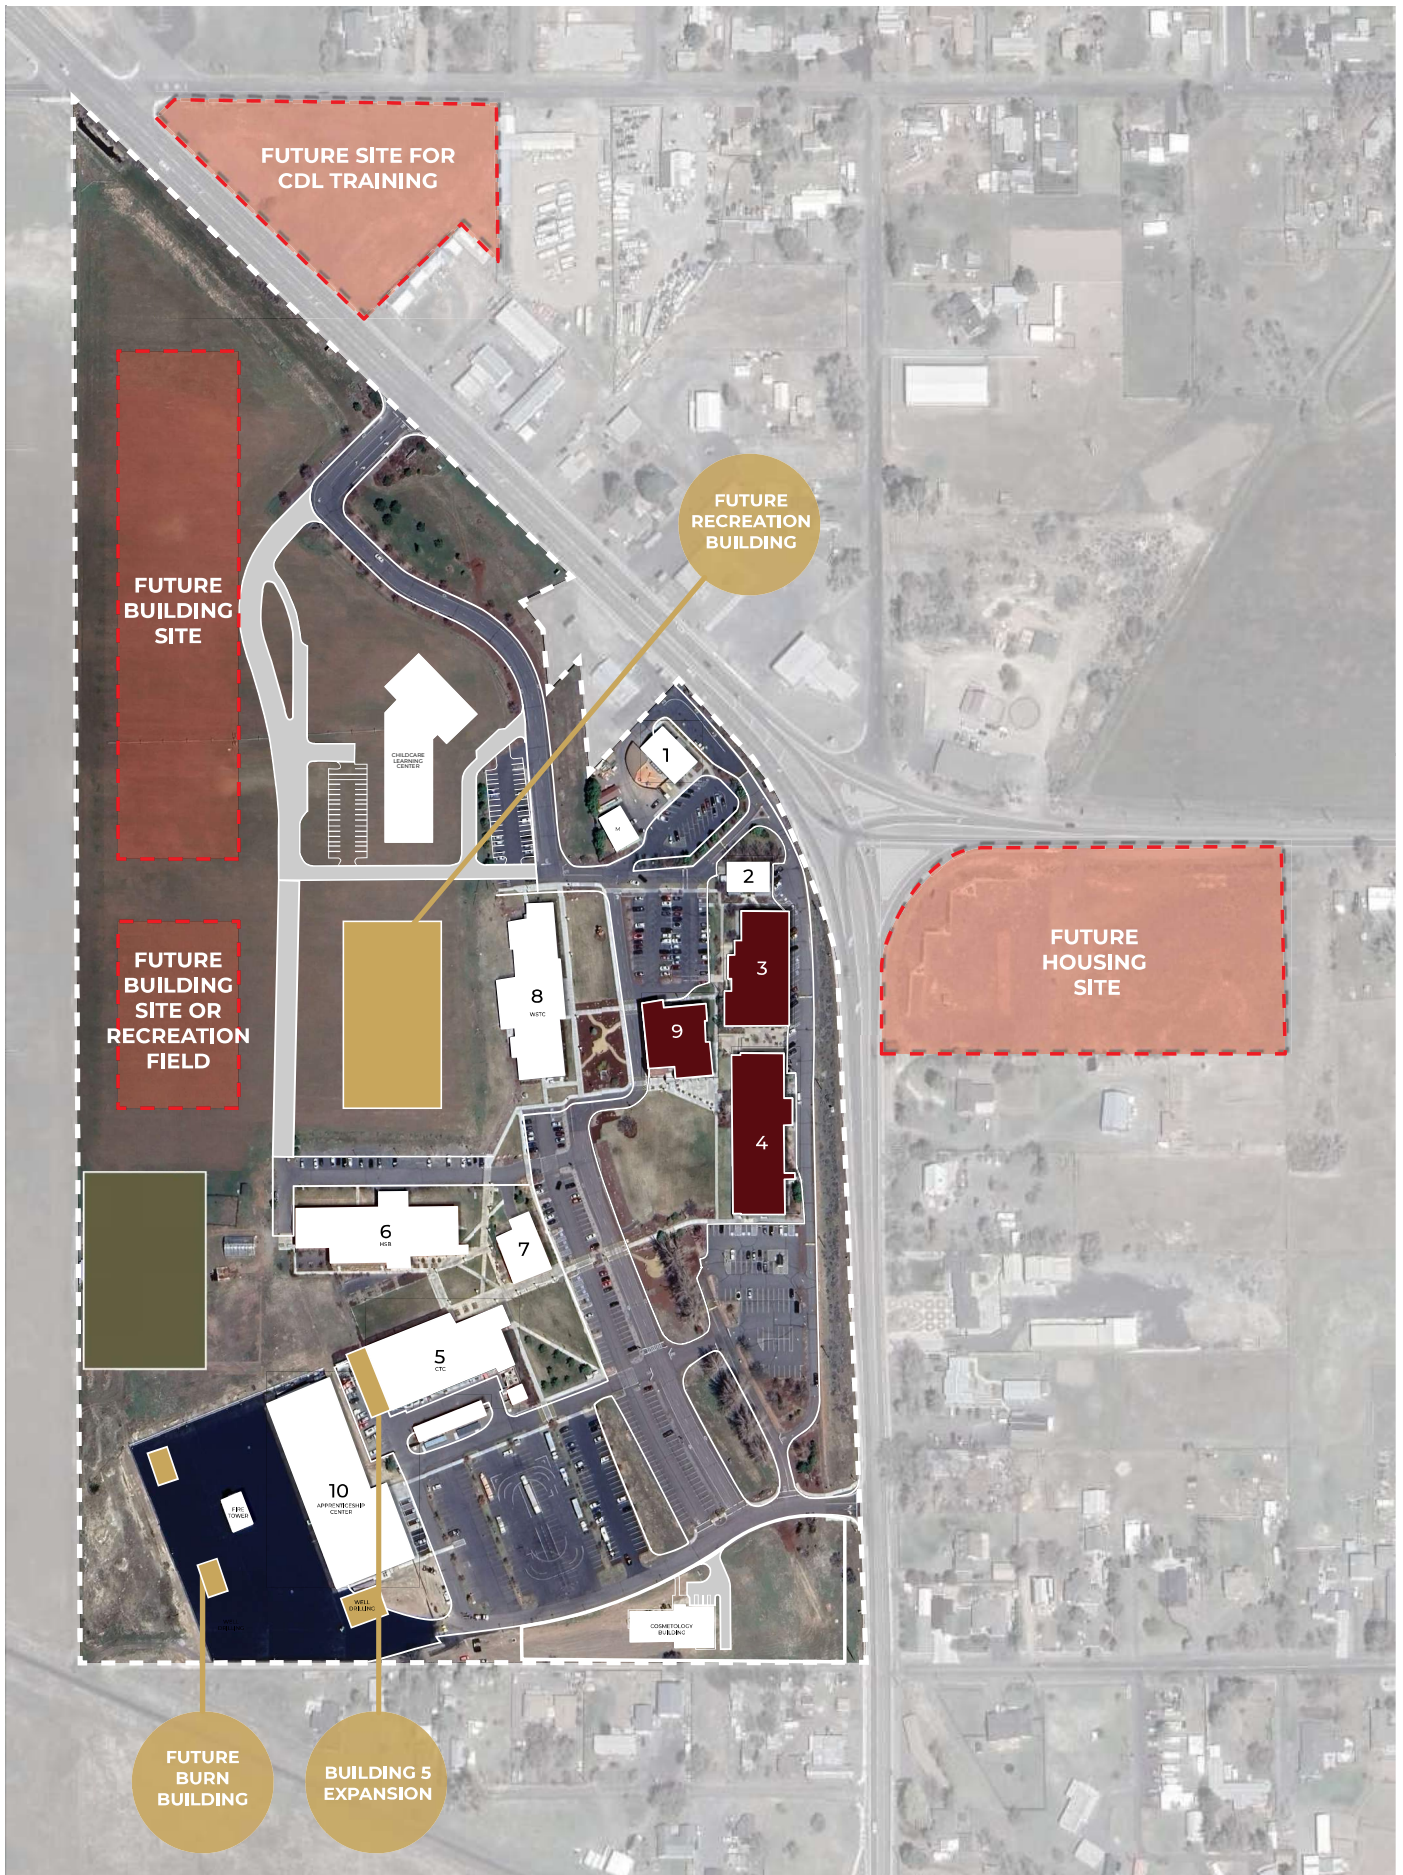 FUTURE SITE FOR
CDL TRAINING
FUTURE
RECREATION
BUILDING
FUTURE
BUILDING
SITE
CHILDCARE
LEARNING
CENTER
1
M
2
3
FUTURE
HOUSING
SITE
FUTURE
BUILDING
SITE OR
RECREATION
FIELD
8
WSTC
9
4
6
HSB
7
5
CTC
10
APPRENTICESHIP
CENTER
FIRE
TOWER
WELL
DRILLING
COSMETOLOGY
BUILDING
FUTURE
BURN
BUILDING
BUILDING 5
EXPANSION